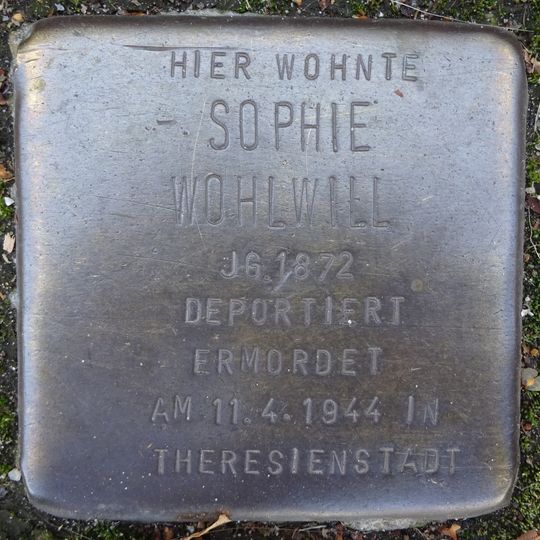 HIER WOHNTE
SOPHIE
WOHLWILL
JG.1872
DEPORTIERT
ERMORDET
AM 11.4.1944 IN
THERESIENSTADT